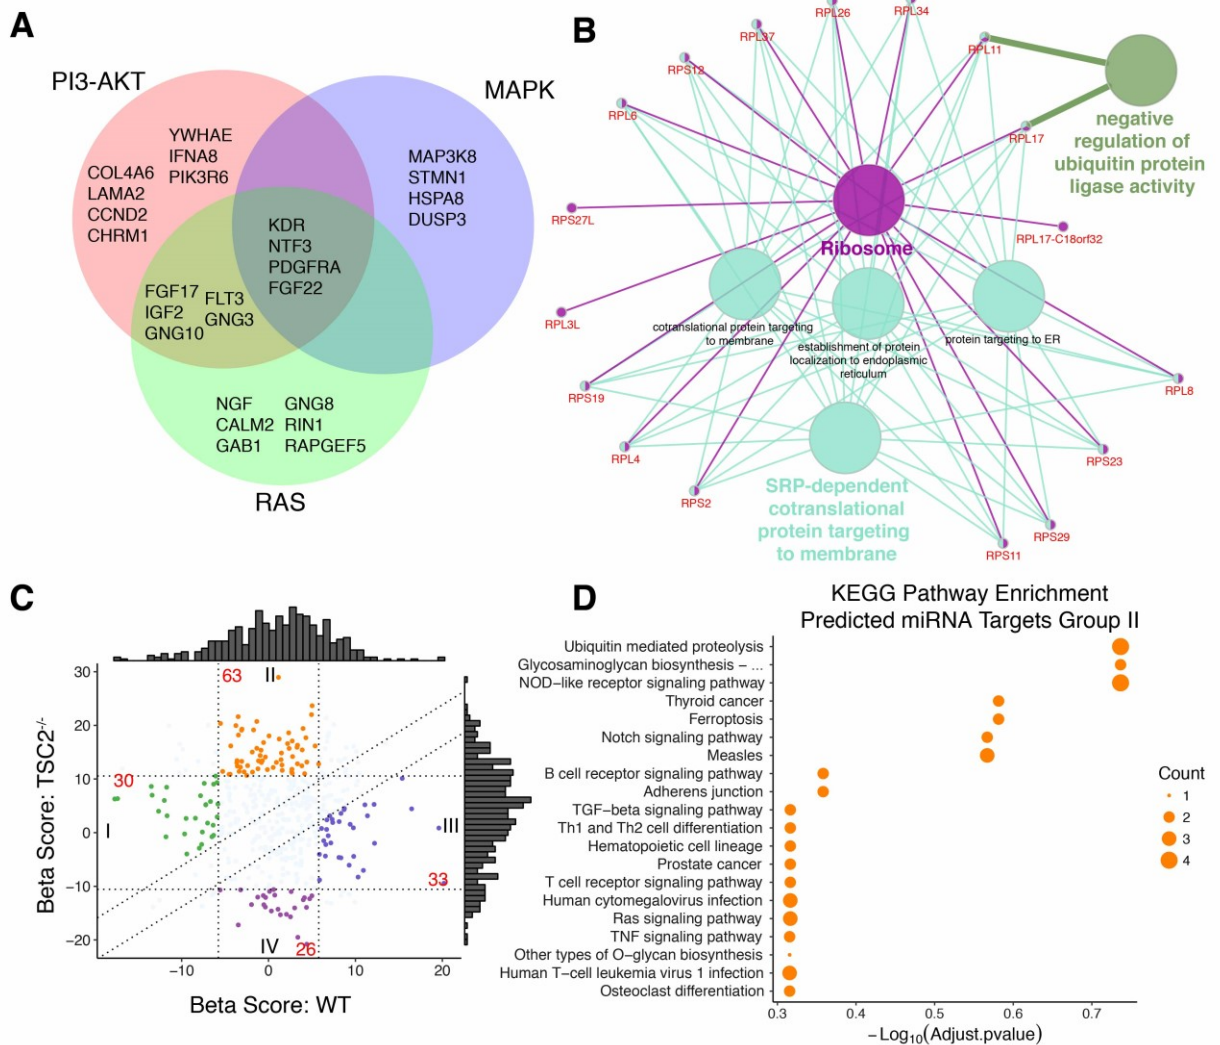 A
PI3-AKT
MAPK
YWHAE
IFNA8
PIK3R6
COL4A6
LAMA2
CCND2
CHRM1
MAP3K8
STMN1
HSPA8
DUSP3
KDR
NTF3
PDGFRA
FGF22
FGF17
IGF2
GNG10
FLT3
GNG3
NGF
CALM2
GAB1
GNG8
RIN1
RAPGEF5
RAS
B
RPL26
RPL34
RPL37
RPL11
RPS12
RPL6
RPL17
negative
regulation of
ubiquitin protein
ligase activity
RPS27L
RPL17-C18orf32
Ribosome
RPL3L
cotranslational protein targeting
to membrane
establishment of protein
localization to endoplasmic
reticulum
protein targeting to ER
RPS19
RPL8
RPL4
RPS23
RPS2
RPS29
RPS11
SRP-dependent
cotranslational
protein targeting
to membrane
C
63
II
30
I
III
33
IV
26
30
20
10
0
−10
−20
−10
0
10
20
Beta Score: TSC2-/-
Beta Score: WT
D
KEGG Pathway Enrichment
Predicted miRNA Targets Group II
Ubiquitin mediated proteolysis
Glycosaminoglycan biosynthesis − ...
NOD−like receptor signaling pathway
Thyroid cancer
Ferroptosis
Notch signaling pathway
Measles
B cell receptor signaling pathway
Adherens junction
TGF−beta signaling pathway
Th1 and Th2 cell differentiation
Hematopoietic cell lineage
Prostate cancer
T cell receptor signaling pathway
Human cytomegalovirus infection
Ras signaling pathway
TNF signaling pathway
Other types of O−glycan biosynthesis
Human T−cell leukemia virus 1 infection
Osteoclast differentiation
0.3
0.4
0.5
0.6
0.7
−Log10(Adjust.pvalue)
Count
1
2
3
4